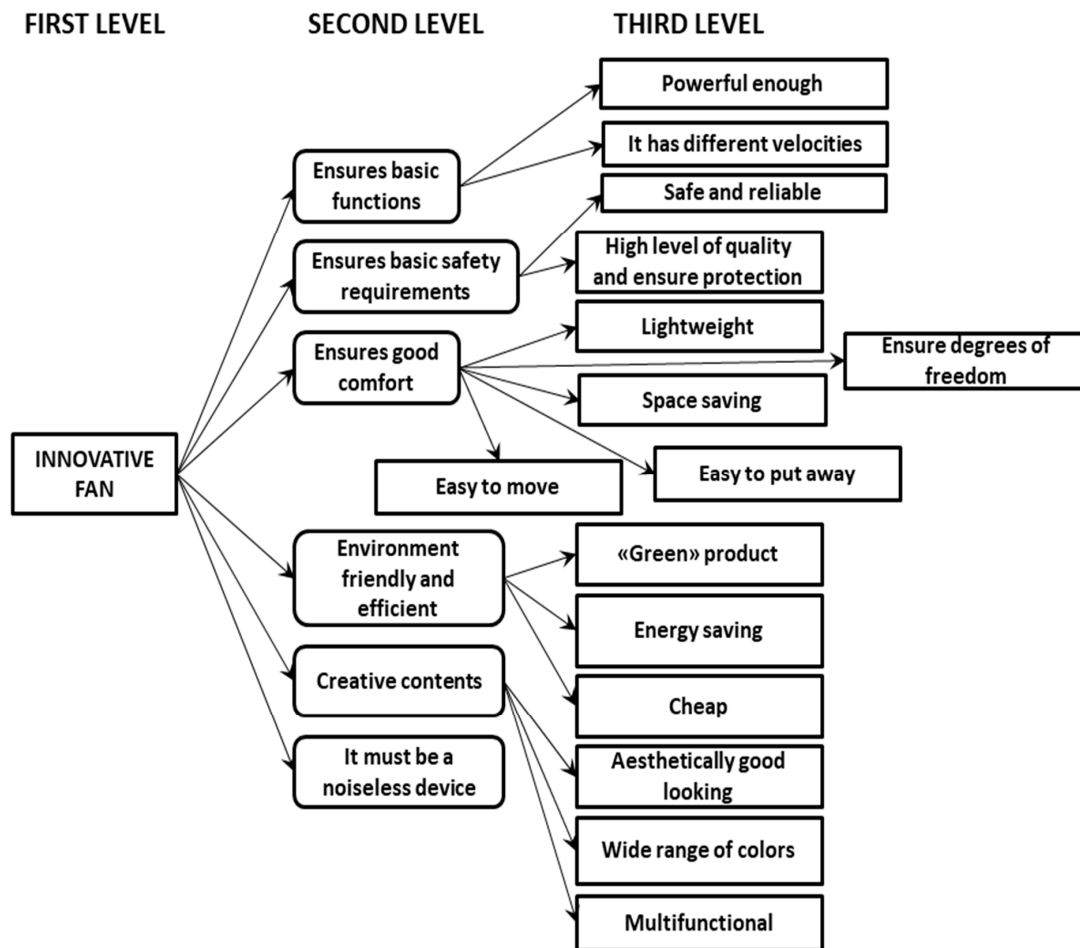 FIRST LEVEL
SECOND LEVEL
THIRD LEVEL
Powerful enough
It has different velocities
Ensures basic
functions
Safe and reliable
Ensures basic safety
requirements
High level of quality
and ensure protection
Ensures good
comfort
Lightweight
Ensure degrees of
freedom
Space saving
INNOVATIVE
FAN
Easy to move
Easy to put away
Environment
friendly and
efficient
«Green» product
Energy saving
Creative contents
Cheap
It must be a
noiseless device
Aesthetically good
looking
Wide range of colors
Multifunctional